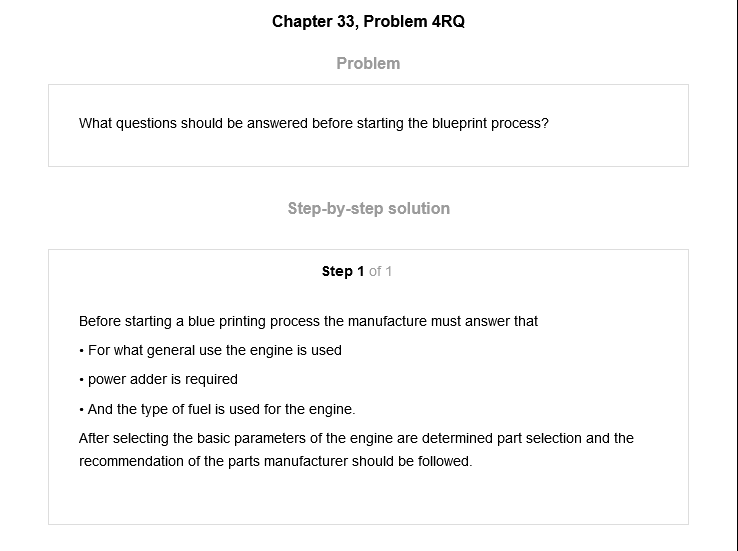 Chapter 33, Problem 4RQ
Problem
What questions should be answered before starting the blueprint process?
Step-by-step solution
Step 1 of 1
Before starting a blue printing process the manufacture must answer that
• For what general use the engine is used
• power adder is required
• And the type of fuel is used for the engine.
After selecting the basic parameters of the engine are determined part selection and the
recommendation of the parts manufacturer should be followed.